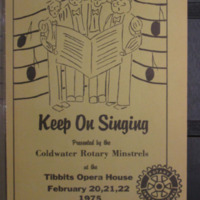 Keep On Singing
Presented by the
Coldwater Rotary Minstrels
at the
Tibbits Opera House
February 20,21,22
1975